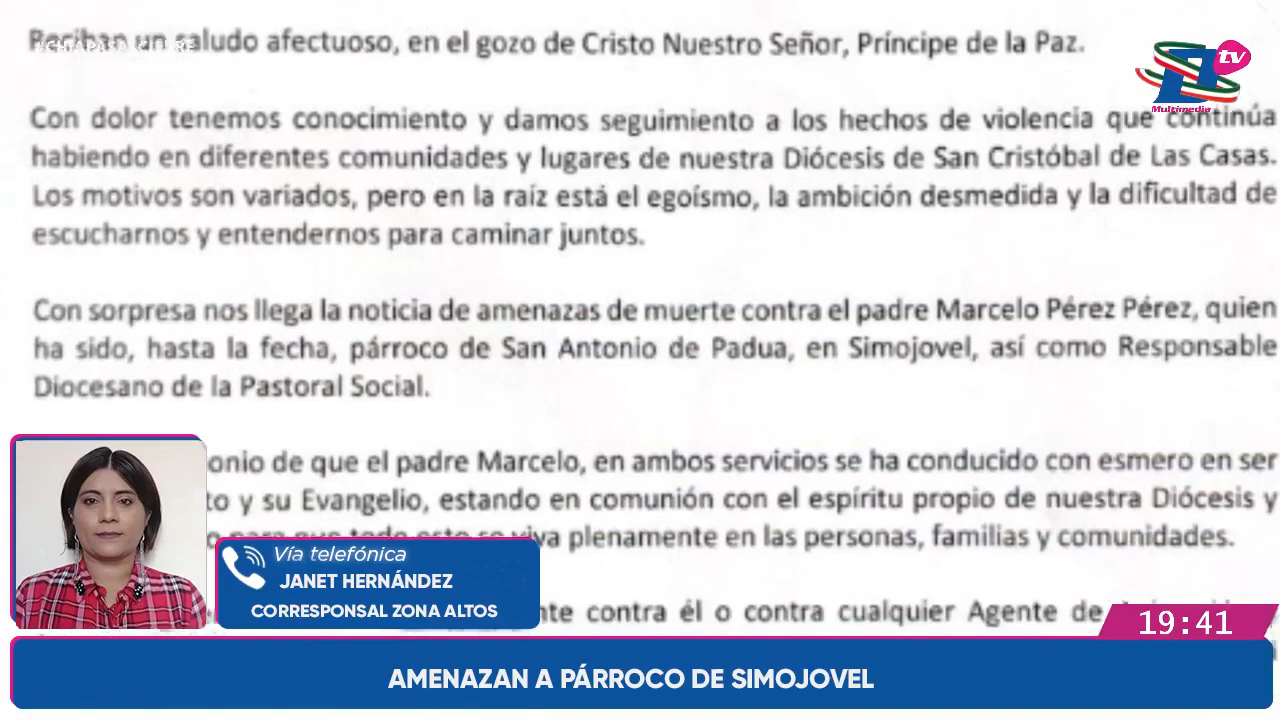 Reciban un saludo afectuoso, en el gozo de Cristo Nuestro Señor, Príncipe de la Paz.
tv
Multimedia
Con dolor tenemos conocimiento y damos seguimiento a los hechos de violencia que continúa
habiendo en diferentes comunidades y lugares de nuestra Diócesis de San Cristóbal de Las Casas.
Los motivos son variados, pero en la raíz está el egoísmo, la ambición desmedida y la dificultad de
escucharnos y entendernos para caminar juntos.
Con sorpresa nos llega la noticia de amenazas de muerte contra el padre Marcelo Pérez Pérez, quien
ha sido, hasta la fecha, párroco de San Antonio de Padua, en Simojovel, así como Responsable
Diocesano de la Pastoral Social.
onio de que el padre Marcelo, en ambos servicios se ha conducido con esmero en ser
to y su Evangelio, estando en comunión con el espíritu propio de nuestra Diócesis y
que todo esto se viva plenamente en las personas, familias y comunidades.
nte contra él o contra cualquier Agente de
Vía telefónica
JANET HERNÁNDEZ
CORRESPONSAL ZONA ALTOS
19:41
AMENAZAN A PÁRROCO DE SIMOJOVEL